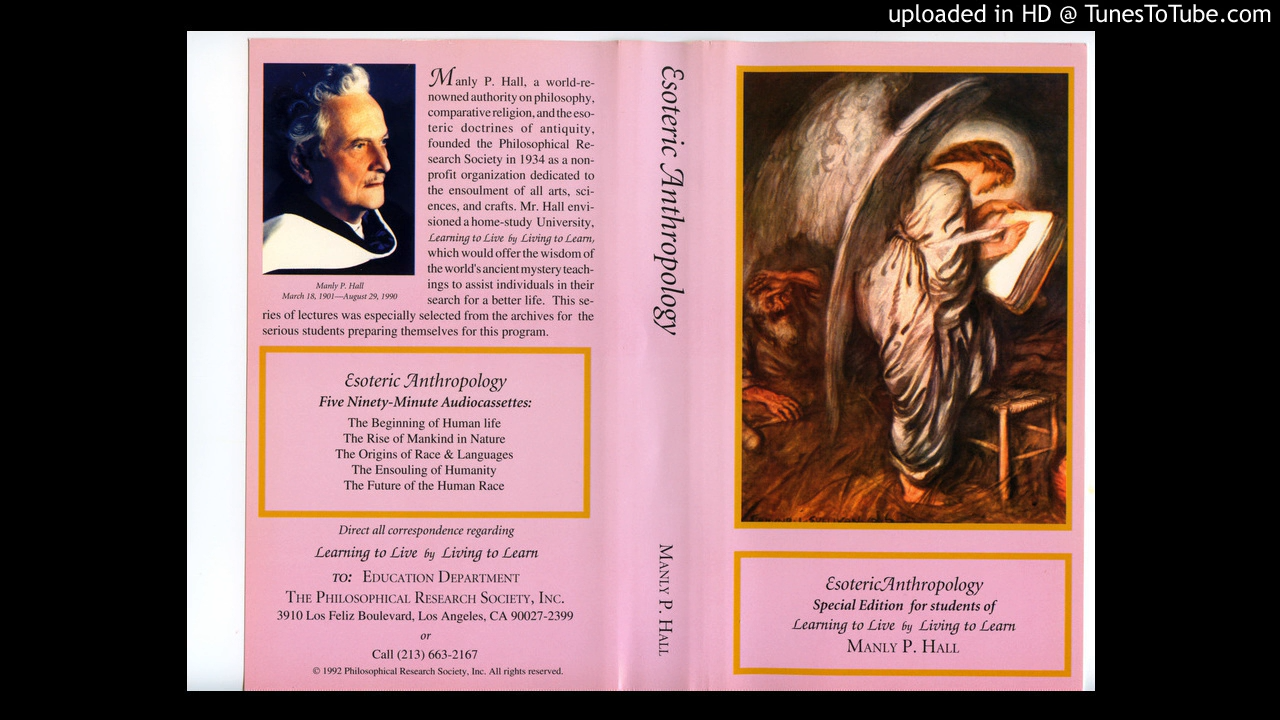 uploaded in HD @ TunesToTube.com
Manly P. Hall, a world-re-
nowned authority on philosophy,
comparative religion, and the eso-
teric doctrines of antiquity,
founded the Philosophical Re-
search Society in 1934 as a non-
profit organization dedicated to
the ensoulment of all arts, sci-
ences, and crafts. Mr. Hall envi-
sioned a home-study University,
Learning to Live by Living to Learn,
which would offer the wisdom of
the world's ancient mystery teach-
ings to assist individuals in their
search for a better life. This se-
ries of lectures was especially selected from the archives for the
serious students preparing themselves for this program.
Manly P. Hall
March 18, 1901—August 29, 1990
Esoteric Anthropology
Five Ninety-Minute Audiocassettes:
The Beginning of Human life
The Rise of Mankind in Nature
The Origins of Race & Languages
The Ensouling of Humanity
The Future of the Human Race
Direct all correspondence regarding
Learning to Live by Living to Learn
TO: Education Department
The Philosophical Research Society, Inc.
3910 Los Feliz Boulevard, Los Angeles, CA 90027-2399
or
Call (213) 663-2167
© 1992 Philosophical Research Society, Inc. All rights reserved.
Esoteric Anthropology
Manly P. Hall
Esoteric Anthropology
Special Edition for students of
Learning to Live by Living to Learn
Manly P. Hall